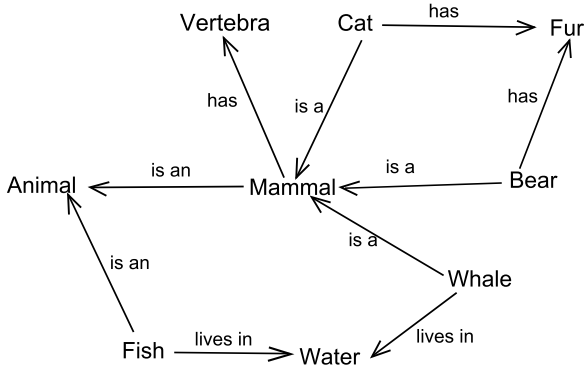 Vertebra
Cat
has
Fur
has
is a
has
Animal
is an
Mammal
is a
Bear
is an
is a
Whale
Fish
lives in
Water
lives in